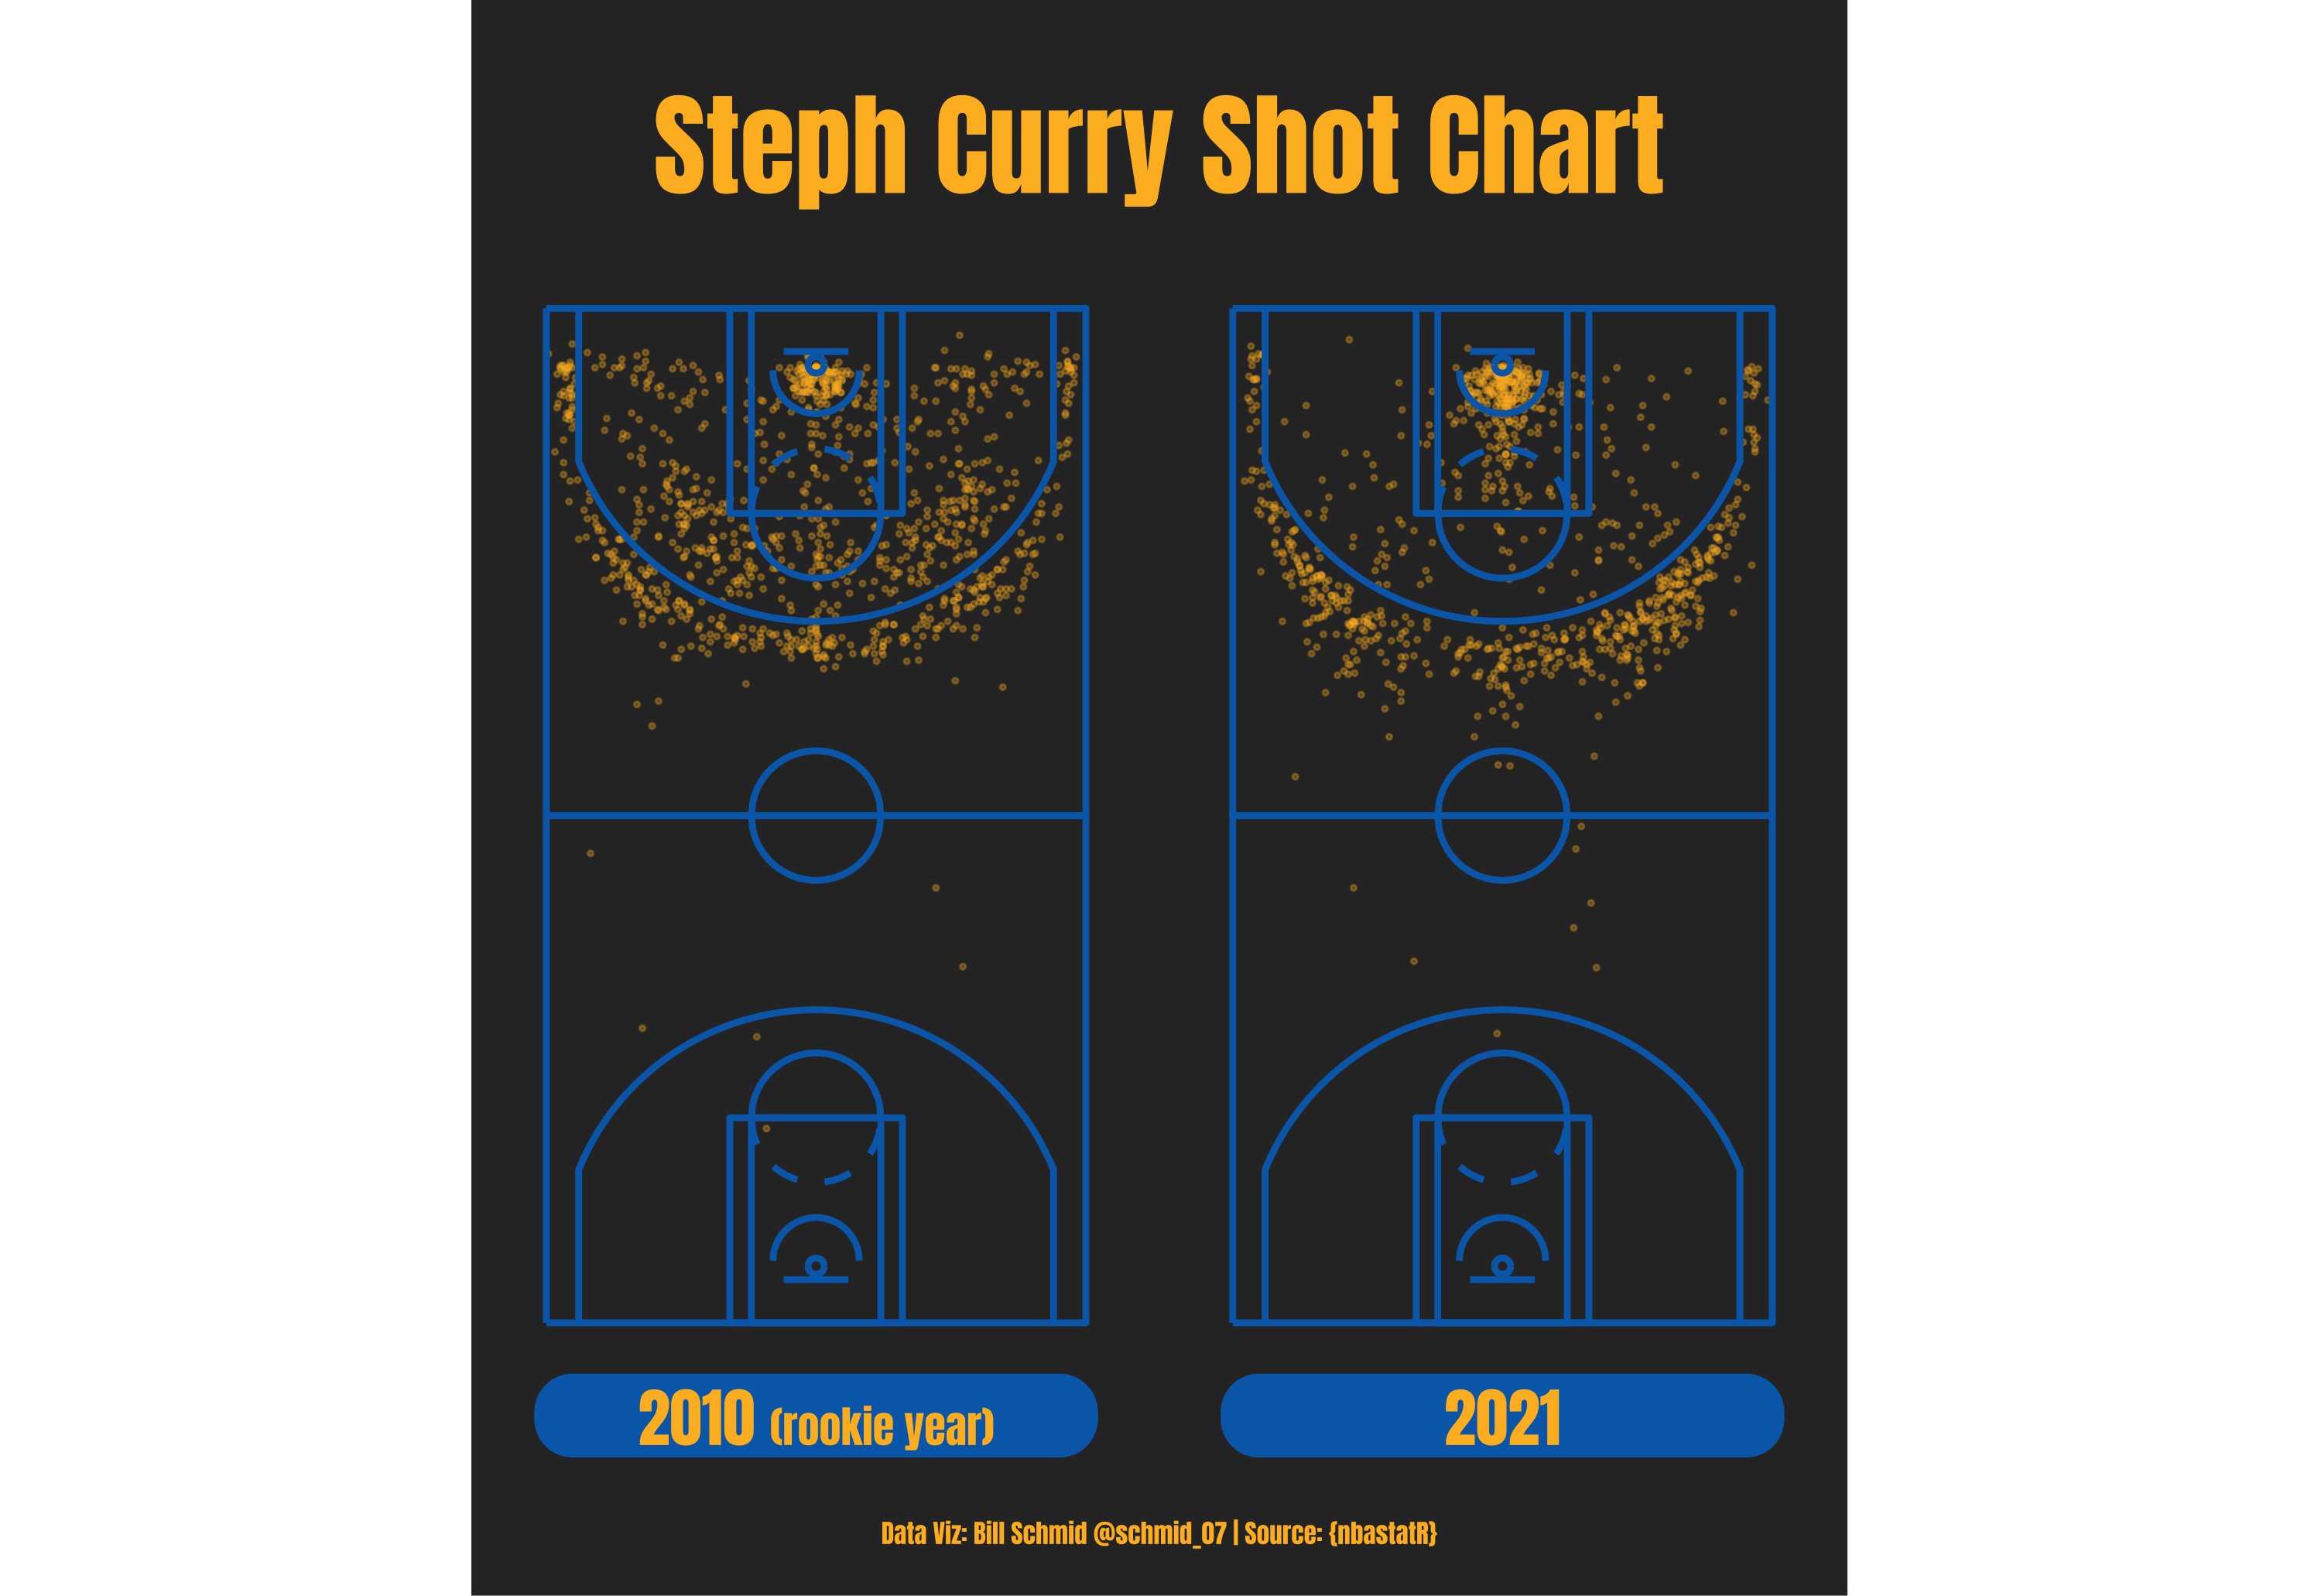 Steph Curry Shot Chart
2010 (rookie year)
2021
Data Viz: Bill Schmid @schmid_07 | Source: {nbastatR}